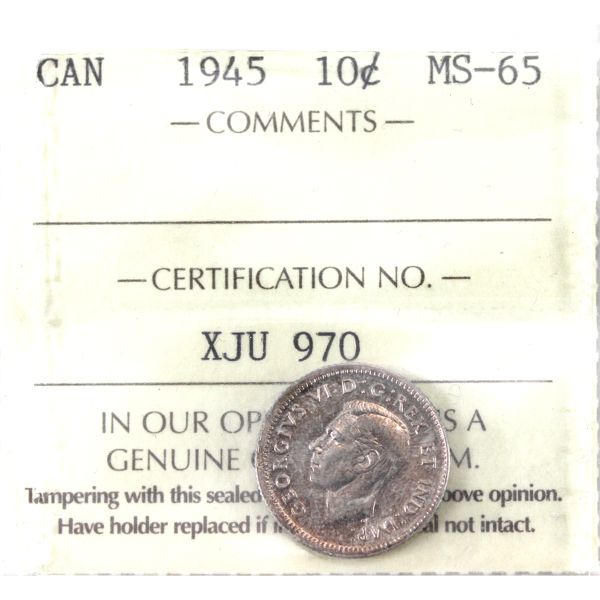 CAN 1945 10¢ MS-65
— COMMENTS —
— CERTIFICATION NO. —
XJU 970
IN OUR OP S A
GENUINE M.
Tampering with this sealed ove opinion.
Have holder replaced if al not intact.
GEORGIVS VI D:G:REX ET IND: